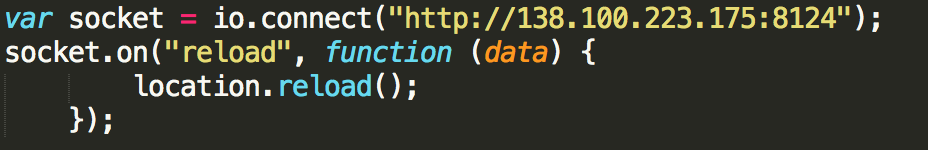 var socket = io.connect("http://138.100.223.175:8124");
socket.on("reload", function (data) {
        location.reload();
    });